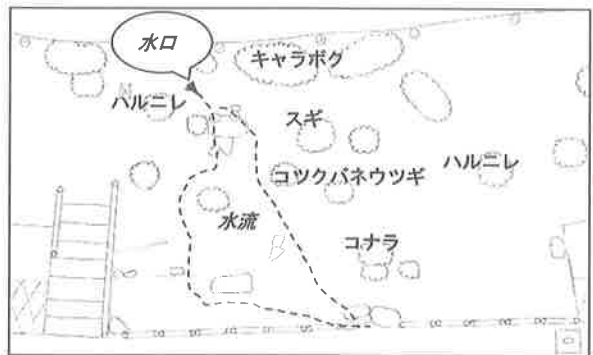 水口
キャラボク
ハルニレ
スギ
ハルニレ
コツクバネウツギ
水流
コナラ